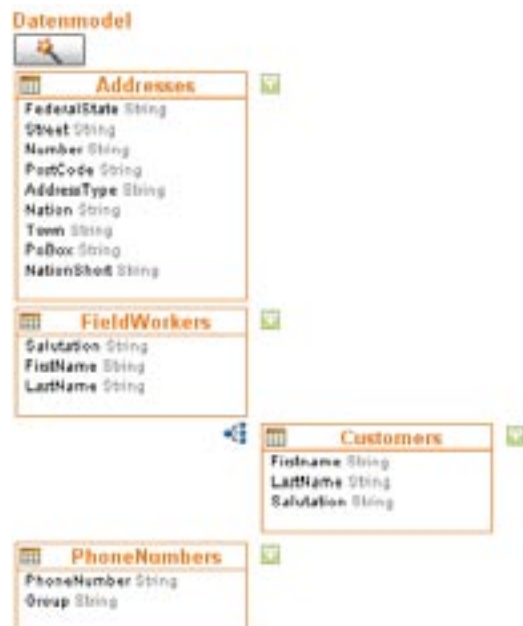 Datenmodel
Addresses
FederalState String
Street String
Number String
PostCode String
AddressType String
Nation String
Town String
PoBox String
NationShort String
FieldWorkers
Salutation String
FirstName String
LastName String
Customers
Firstname String
LastName String
Salutation String
PhoneNumbers
PhoneNumber String
Group String